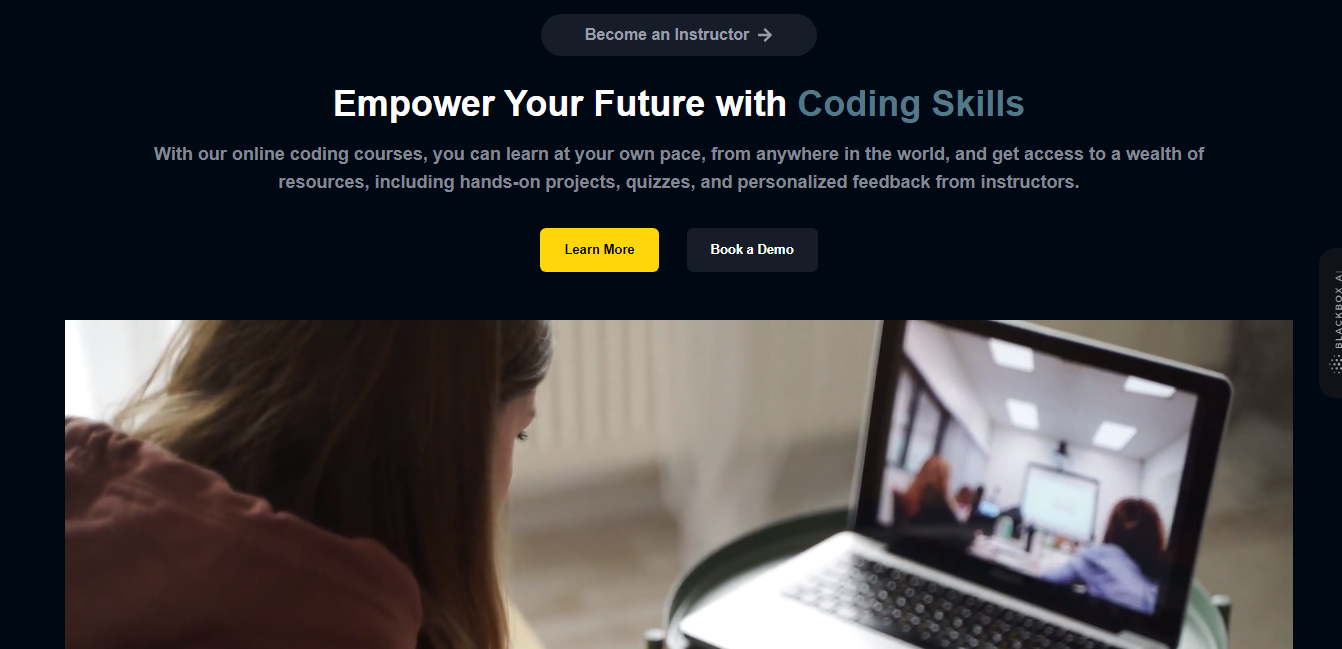 Become an Instructor →
Empower Your Future with Coding Skills
With our online coding courses, you can learn at your own pace, from anywhere in the world, and get access to a wealth of
resources, including hands-on projects, quizzes, and personalized feedback from instructors.
Learn More
Book a Demo
BLACKBOX AI